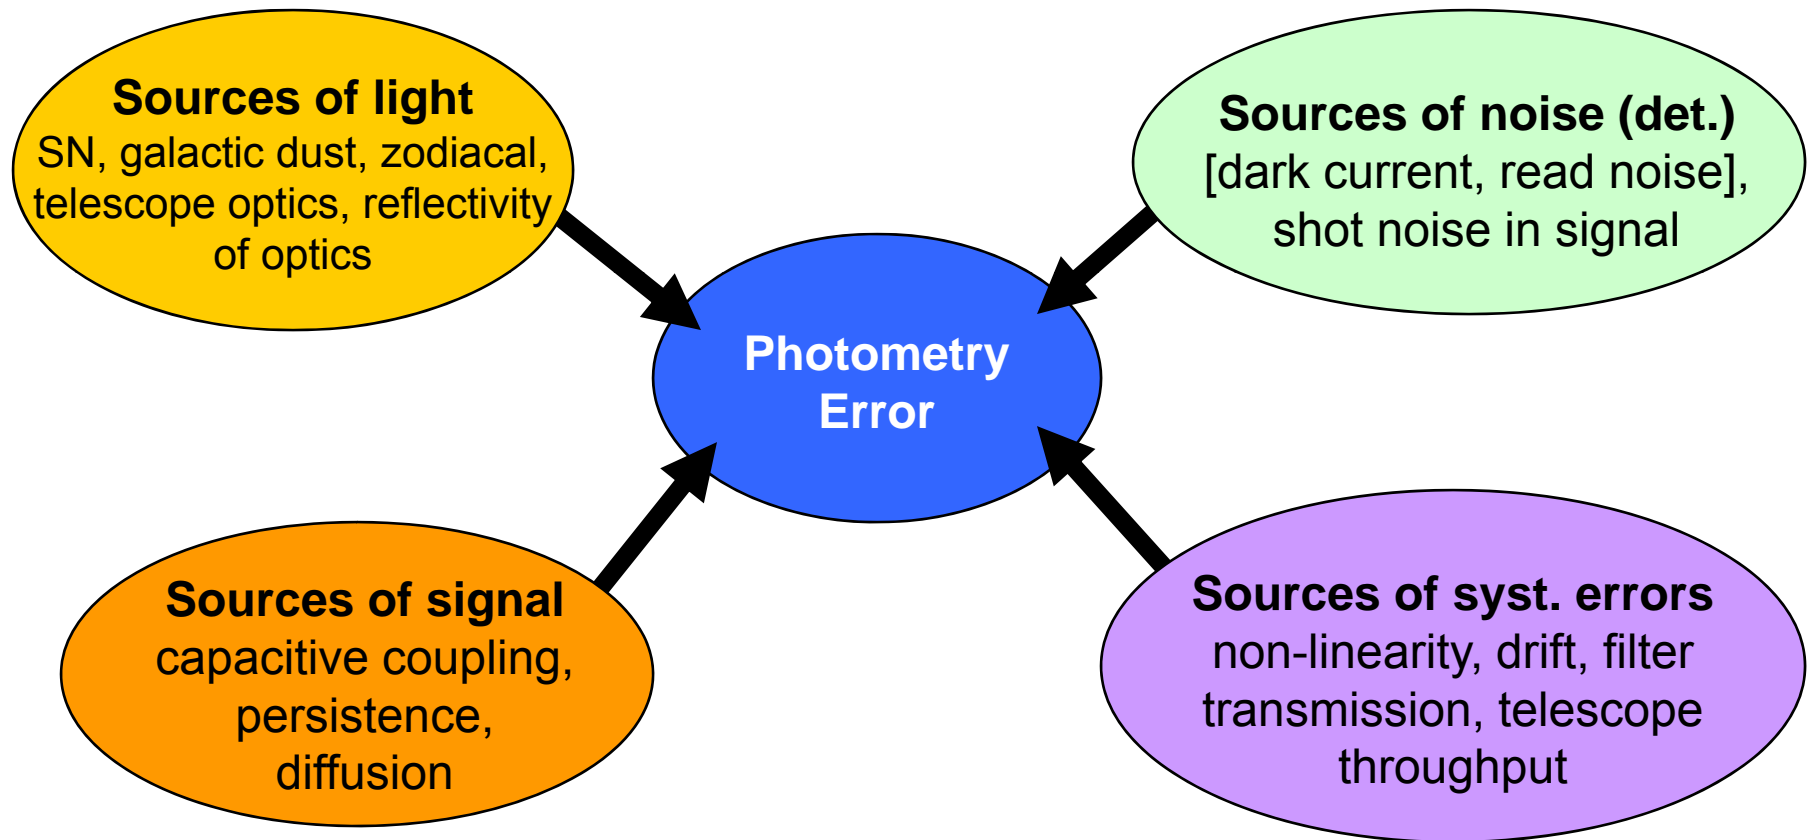 Sources of light
SN, galactic dust, zodiacal,
telescope optics, reflectivity
of optics
Sources of noise (det.)
[dark current, read noise],
shot noise in signal
Photometry
Error
Sources of signal
capacitive coupling,
persistence,
diffusion
Sources of syst. errors
non-linearity, drift, filter
transmission, telescope
throughput